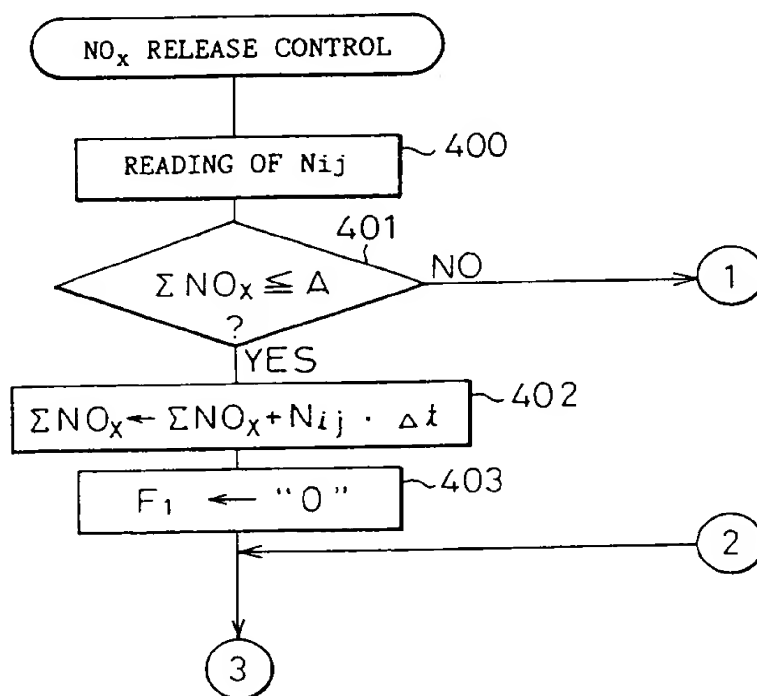 NOx RELEASE CONTROL
READING OF Nij
400
401
ΣNOx ≦ A
?
NO
1
YES
ΣNOx ← ΣNOx + Nij · Δt
402
F1 ← "0"
403
2
3